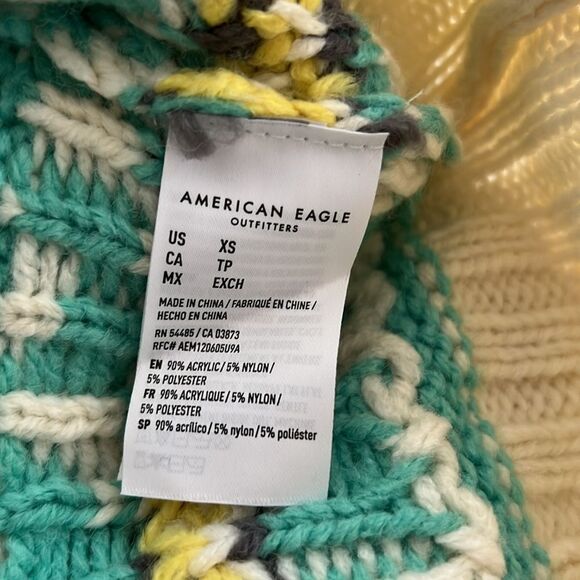 AMERICAN EAGLE
OUTFITTERS
US XS
CA TP
MX EXCH
MADE IN CHINA / FABRIQUÉ EN CHINE /
HECHO EN CHINA
RN 54485 / CA 03873
RFC# AEM120605U9A
EN 90% ACRYLIC / 5% NYLON /
5% POLYESTER
FR 90% ACRYLIQUE / 5% NYLON /
5% POLYESTER
SP 90% acrílico / 5% nylon / 5% poliéster